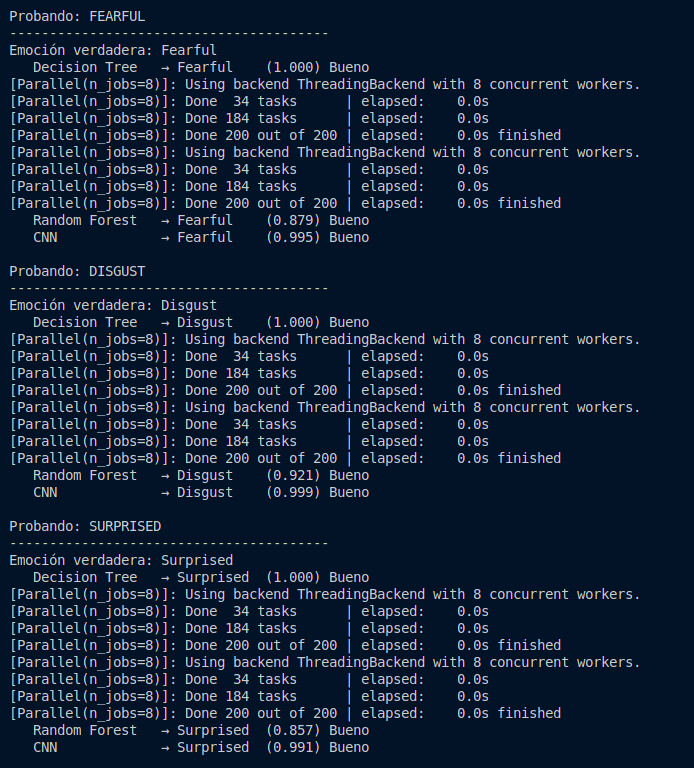 Probando: FEARFUL
----------------------------------------
Emoción verdadera: Fearful
   Decision Tree   → Fearful    (1.000) Bueno
[Parallel(n_jobs=8)]: Using backend ThreadingBackend with 8 concurrent workers.
[Parallel(n_jobs=8)]: Done  34 tasks      | elapsed:    0.0s
[Parallel(n_jobs=8)]: Done 184 tasks      | elapsed:    0.0s
[Parallel(n_jobs=8)]: Done 200 out of 200 | elapsed:    0.0s finished
[Parallel(n_jobs=8)]: Using backend ThreadingBackend with 8 concurrent workers.
[Parallel(n_jobs=8)]: Done  34 tasks      | elapsed:    0.0s
[Parallel(n_jobs=8)]: Done 184 tasks      | elapsed:    0.0s
[Parallel(n_jobs=8)]: Done 200 out of 200 | elapsed:    0.0s finished
   Random Forest   → Fearful    (0.879) Bueno
   CNN             → Fearful    (0.995) Bueno

Probando: DISGUST
----------------------------------------
Emoción verdadera: Disgust
   Decision Tree   → Disgust    (1.000) Bueno
[Parallel(n_jobs=8)]: Using backend ThreadingBackend with 8 concurrent workers.
[Parallel(n_jobs=8)]: Done  34 tasks      | elapsed:    0.0s
[Parallel(n_jobs=8)]: Done 184 tasks      | elapsed:    0.0s
[Parallel(n_jobs=8)]: Done 200 out of 200 | elapsed:    0.0s finished
[Parallel(n_jobs=8)]: Using backend ThreadingBackend with 8 concurrent workers.
[Parallel(n_jobs=8)]: Done  34 tasks      | elapsed:    0.0s
[Parallel(n_jobs=8)]: Done 184 tasks      | elapsed:    0.0s
[Parallel(n_jobs=8)]: Done 200 out of 200 | elapsed:    0.0s finished
   Random Forest   → Disgust    (0.921) Bueno
   CNN             → Disgust    (0.999) Bueno

Probando: SURPRISED
----------------------------------------
Emoción verdadera: Surprised
   Decision Tree   → Surprised  (1.000) Bueno
[Parallel(n_jobs=8)]: Using backend ThreadingBackend with 8 concurrent workers.
[Parallel(n_jobs=8)]: Done  34 tasks      | elapsed:    0.0s
[Parallel(n_jobs=8)]: Done 184 tasks      | elapsed:    0.0s
[Parallel(n_jobs=8)]: Done 200 out of 200 | elapsed:    0.0s finished
[Parallel(n_jobs=8)]: Using backend ThreadingBackend with 8 concurrent workers.
[Parallel(n_jobs=8)]: Done  34 tasks      | elapsed:    0.0s
[Parallel(n_jobs=8)]: Done 184 tasks      | elapsed:    0.0s
[Parallel(n_jobs=8)]: Done 200 out of 200 | elapsed:    0.0s finished
   Random Forest   → Surprised  (0.857) Bueno
   CNN             → Surprised  (0.991) Bueno